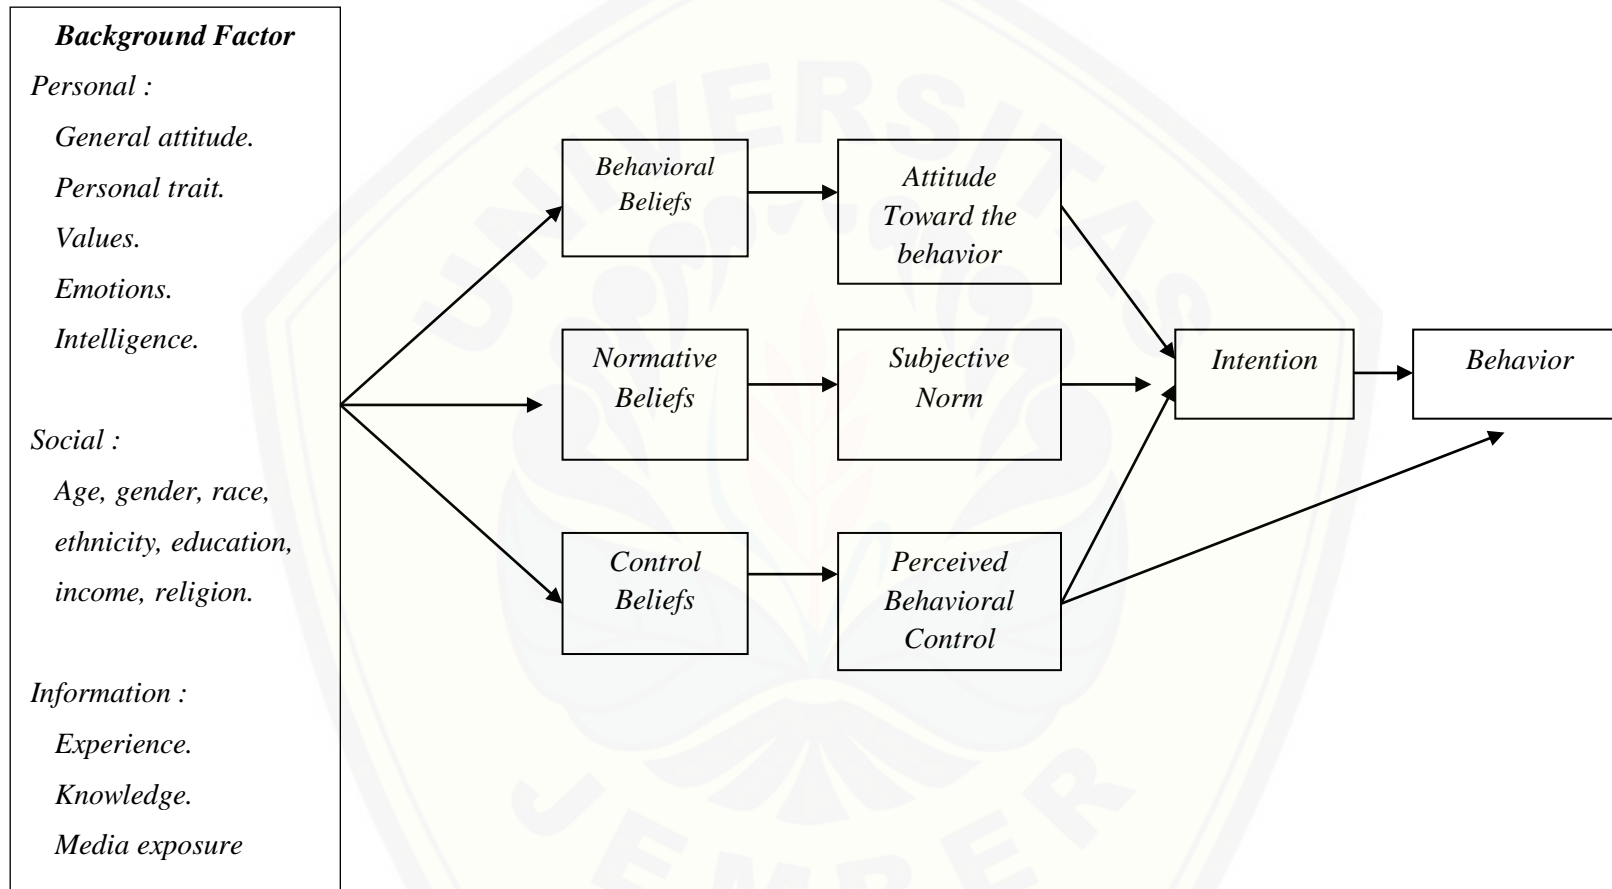 Background Factor
Personal :
General attitude.
Personal trait.
Values.
Emotions.
Intelligence.
Social :
Age, gender, race,
ethnicity, education,
income, religion.
Information :
Experience.
Knowledge.
Media exposure
Behavioral
Beliefs
Attitude
Toward the
behavior
Normative
Beliefs
Subjective
Norm
Intention
Behavior
Control
Beliefs
Perceived
Behavioral
Control
UNIVERSITAS
JEMBER